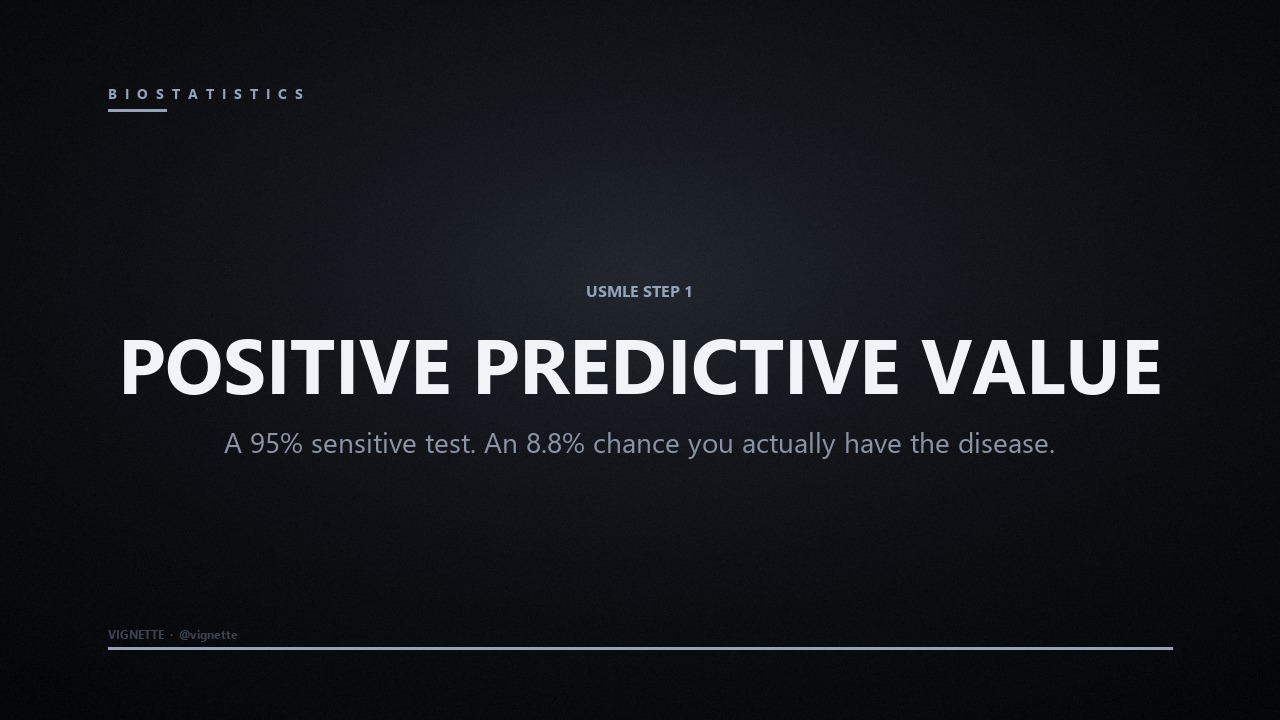 BIOSTATISTICS
USMLE STEP 1
POSITIVE PREDICTIVE VALUE
A 95% sensitive test. An 8.8% chance you actually have the disease.
VIGNETTE · @vignette